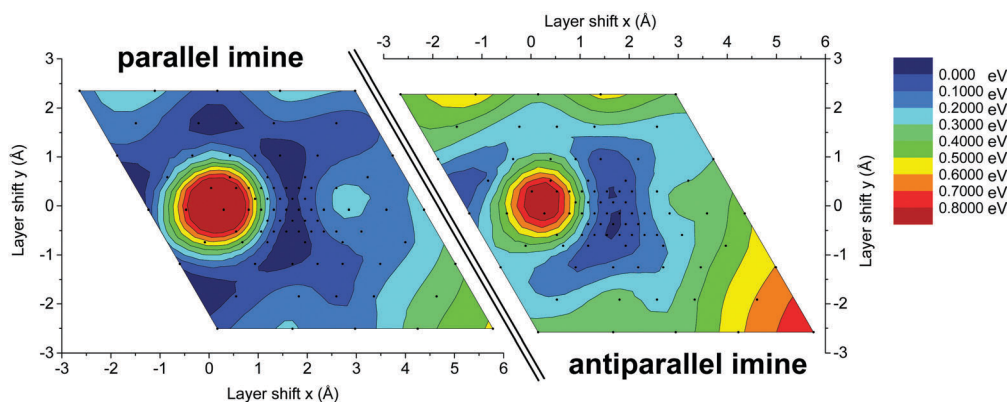 Layer shift x (Å)
-3 -2 -1 0 1 2 3 4 5 6
parallel imine
3
2
1
0
-1
-2
-3
Layer shift y (Å)
-3 -2 -1 0 1 2 3 4 5 6
Layer shift x (Å)
3
2
1
0
-1
-2
-3
Layer shift y (Å)
antiparallel imine
0.000 eV
0.1000 eV
0.2000 eV
0.3000 eV
0.4000 eV
0.5000 eV
0.6000 eV
0.7000 eV
0.8000 eV